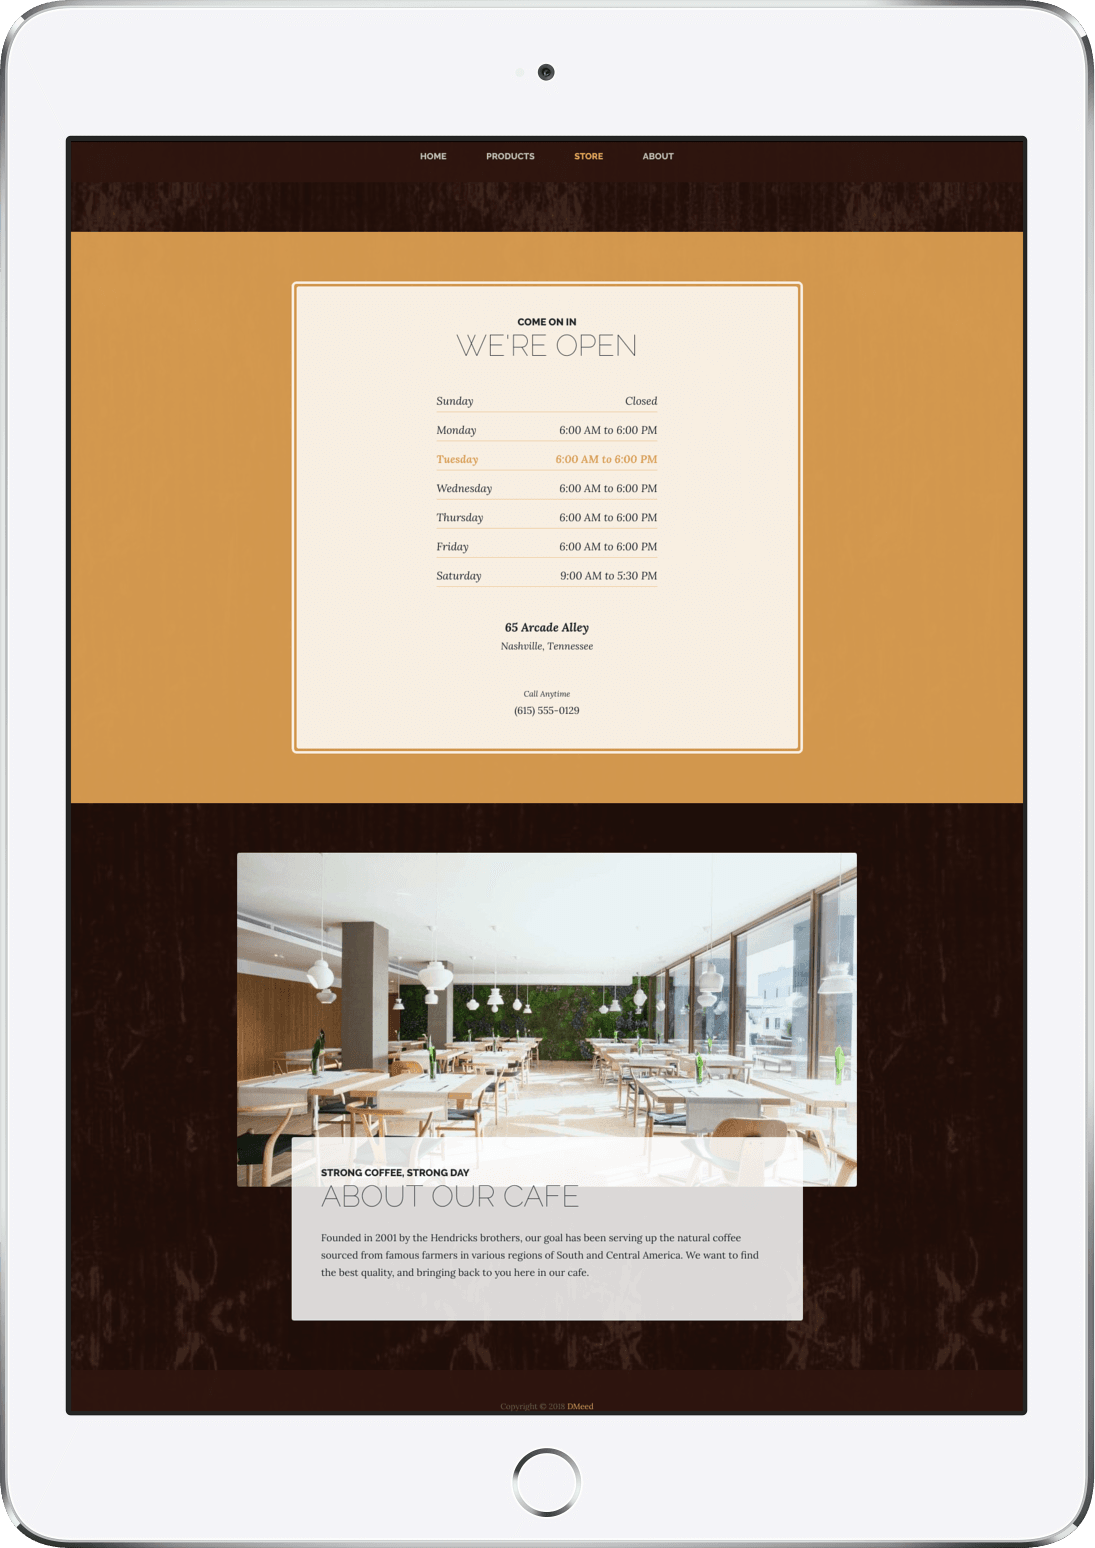 HOME PRODUCTS STORE ABOUT
COME ON IN
WE'RE OPEN
Sunday Closed
Monday 6:00 AM to 6:00 PM
Tuesday 6:00 AM to 6:00 PM
Wednesday 6:00 AM to 6:00 PM
Thursday 6:00 AM to 6:00 PM
Friday 6:00 AM to 6:00 PM
Saturday 9:00 AM to 5:30 PM
65 Arcade Alley
Nashville, Tennessee
Call Anytime
(615) 555-0129
STRONG COFFEE, STRONG DAY
ABOUT OUR CAFE
Founded in 2001 by the Hendricks brothers, our goal has been serving up the natural coffee
sourced from famous farmers in various regions of South and Central America. We want to find
the best quality, and bringing back to you here in our cafe.
Copyright © 2018 DMeed